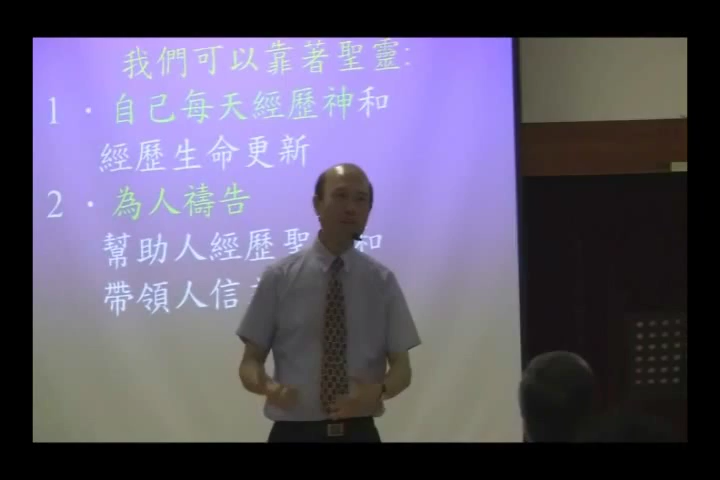 我們可以靠著聖靈:
1．自己每天經歷神和
經歷生命更新
2．為人禱告
幫助人經歷聖 和
帶領人信